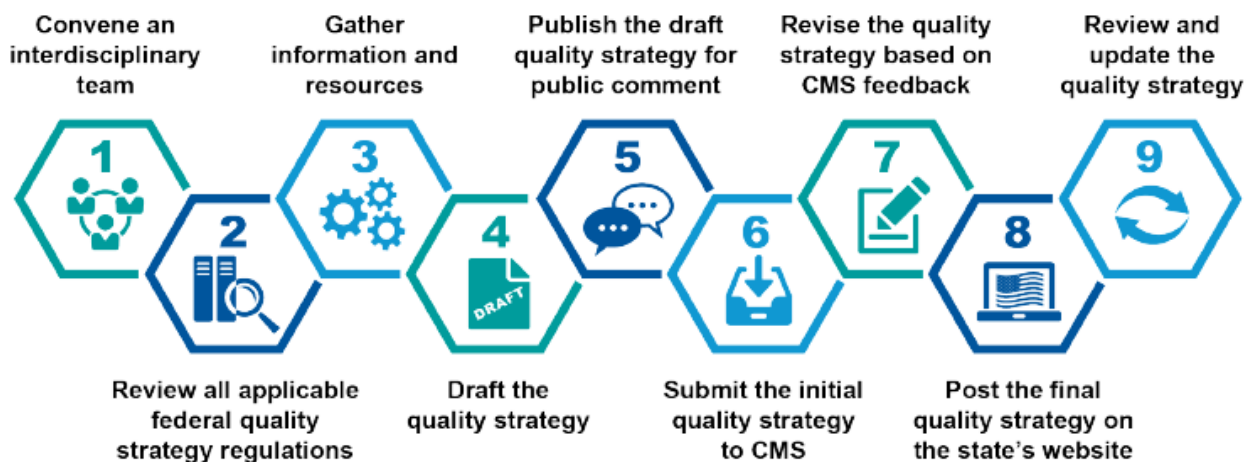 Convene an
interdisciplinary
team
1
2
Review all applicable
federal quality
strategy regulations
Gather
information and
resources
3
4
DRAFT
Draft the
quality strategy
Publish the draft
quality strategy for
public comment
5
6
Submit the initial
quality strategy
to CMS
Revise the quality
strategy based on
CMS feedback
7
8
Post the final
quality strategy on
the state's website
Review and
update the
quality strategy
9